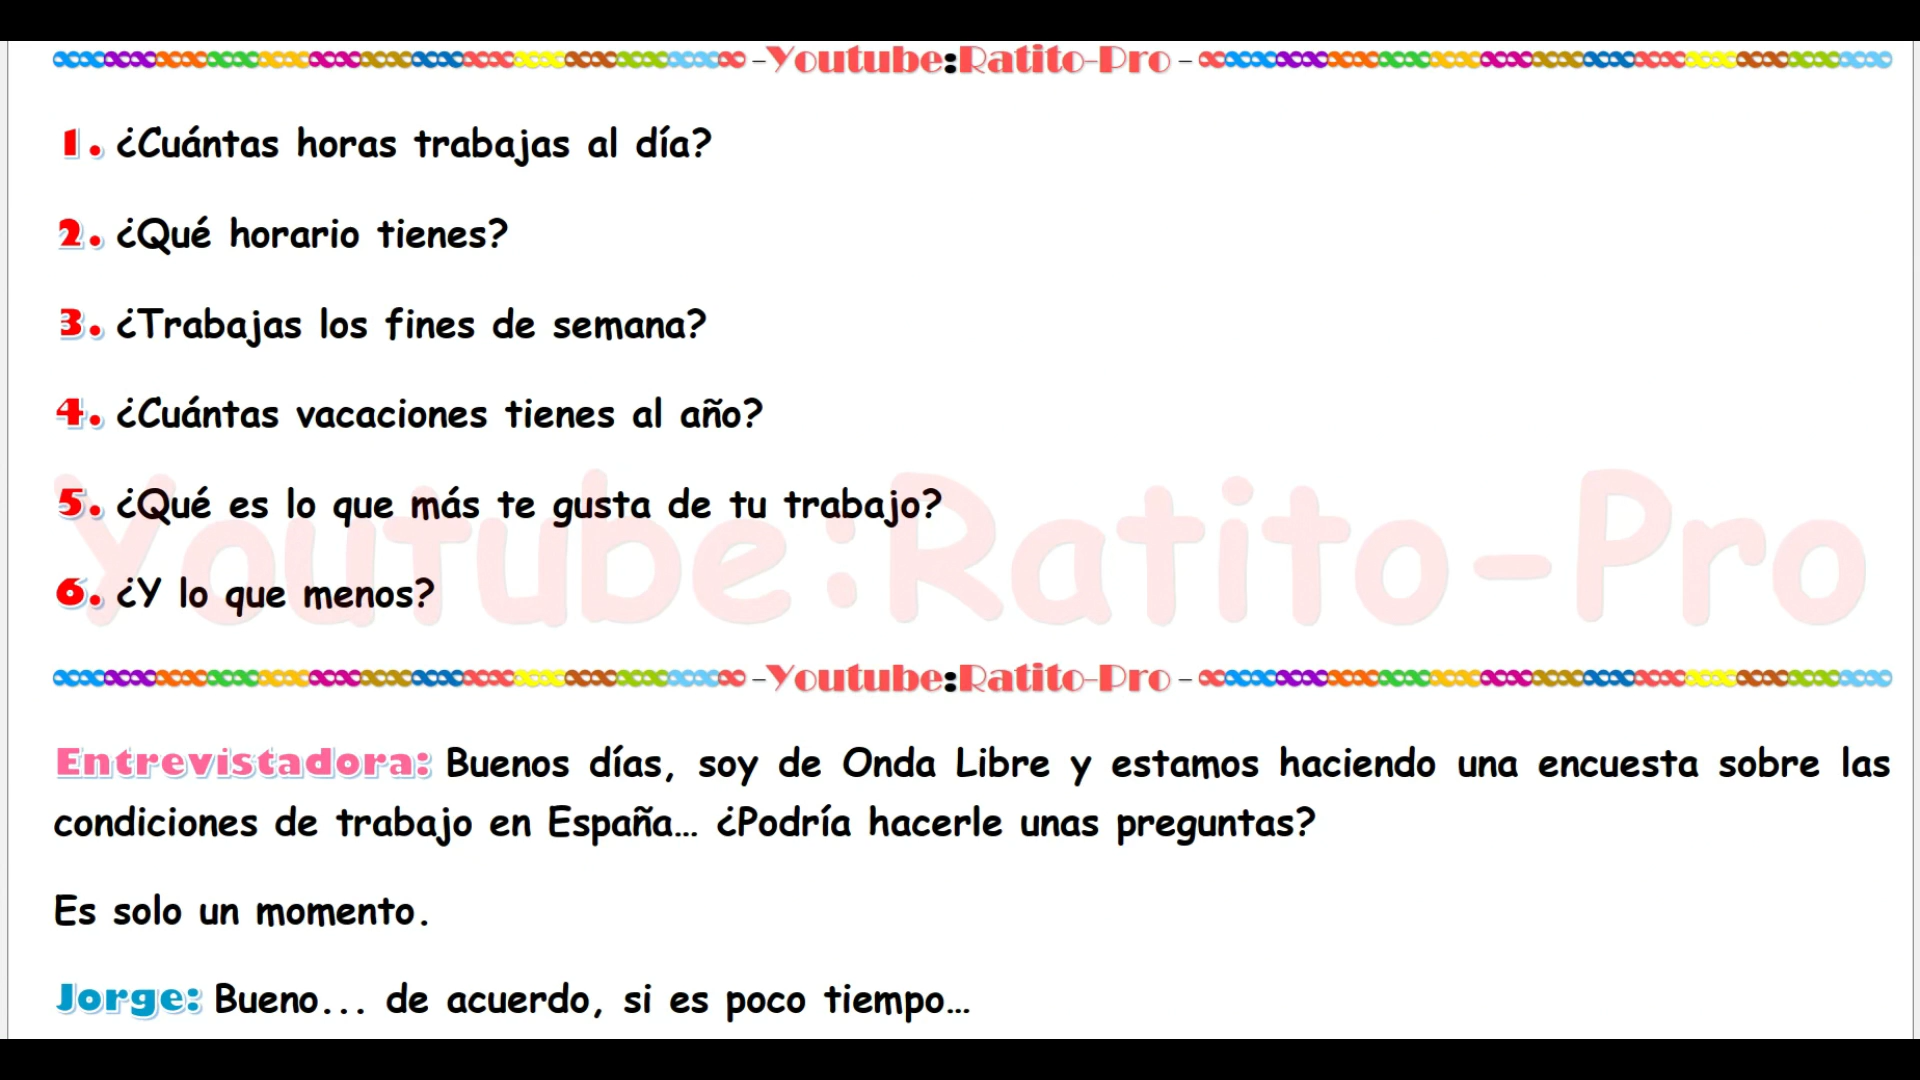 -Youtube:Ratito-Pro -
1. ¿Cuántas horas trabajas al día?
2. ¿Qué horario tienes?
3. ¿Trabajas los fines de semana?
4. ¿Cuántas vacaciones tienes al año?
5. ¿Qué es lo que más te gusta de tu trabajo?
Youtube:Ratito-Pro
6. ¿Y lo que menos?
-Youtube:Ratito-Pro -
Entrevistadora: Buenos días, soy de Onda Libre y estamos haciendo una encuesta sobre las
condiciones de trabajo en España... ¿Podría hacerle unas preguntas?
Es solo un momento.
Jorge: Bueno... de acuerdo, si es poco tiempo...